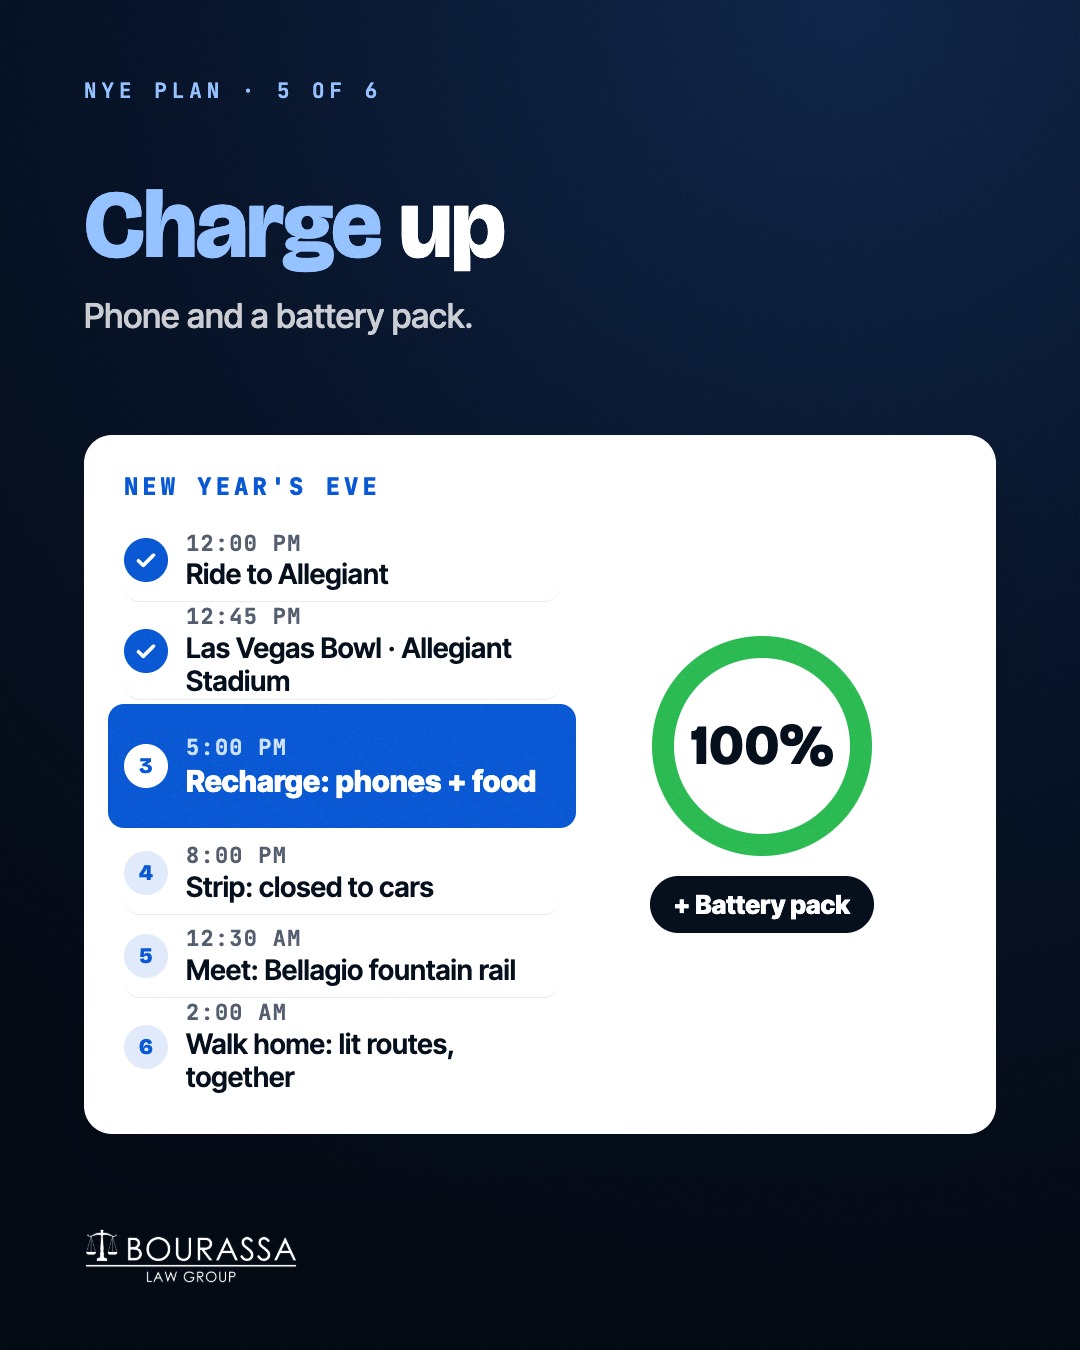 NYE PLAN · 5 OF 6
Charge up
Phone and a battery pack.
NEW YEAR'S EVE
12:00 PM
Ride to Allegiant
12:45 PM
Las Vegas Bowl · Allegiant
Stadium
3
5:00 PM
Recharge: phones + food
4
8:00 PM
Strip: closed to cars
5
12:30 AM
Meet: Bellagio fountain rail
6
2:00 AM
Walk home: lit routes,
together
100%
+ Battery pack
BOURASSA
LAW GROUP